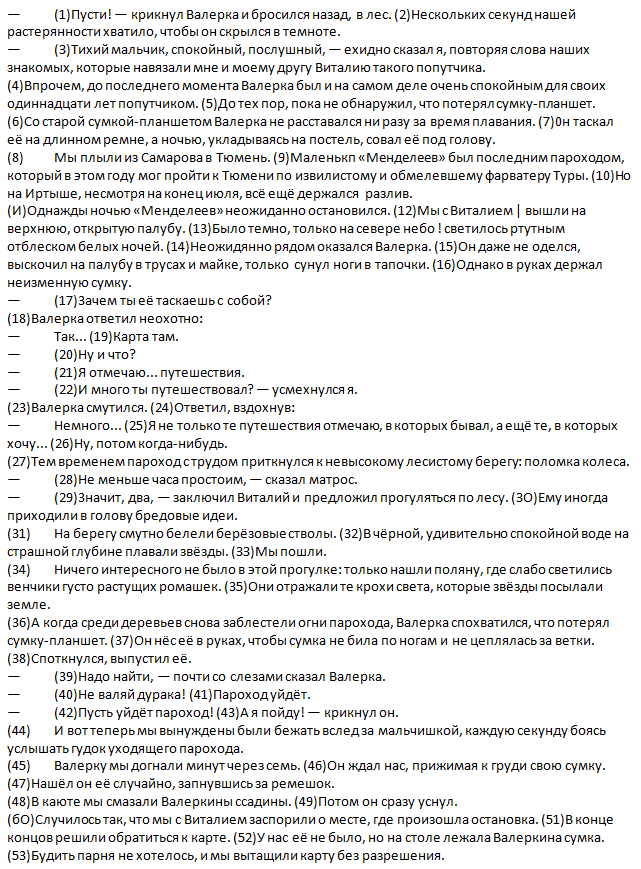 — (1)Пусти! — крикнул Валерка и бросился назад, в лес. (2)Нескольких секунд нашей
растерянности хватило, чтобы он скрылся в темноте.
— (3)Тихий мальчик, спокойный, послушный, — ехидно сказал я, повторяя слова наших
знакомых, которые навязали мне и моему другу Виталию такого попутчика.
(4)Впрочем, до последнего момента Валерка был и на самом деле очень спокойным для своих
одиннадцати лет попутчиком. (5)До тех пор, пока не обнаружил, что потерял сумку-планшет.
(6)Со старой сумкой-планшетом Валерка не расставался ни разу за время плавания. (7)0н таскал
её на длинном ремне, а ночью, укладываясь на постель, совал её под голову.
(8) Мы плыли из Самарова в Тюмень. (9)Маленькп «Менделеев» был последним пароходом,
который в этом году мог пройти к Тюмени по извилистому и обмелевшему фарватеру Туры. (10)Но
на Иртыше, несмотря на конец июля, всё ещё держался разлив.
(И)Однажды ночью «Менделеев» неожиданно остановился. (12)Мы с Виталием | вышли на
верхнюю, открытую палубу. (13)Было темно, только на севере небо ! светилось ртутным
отблеском белых ночей. (14)Неожидянно рядом оказался Валерка. (15)Он даже не оделся,
выскочил на палубу в трусах и майке, только сунул ноги в тапочки. (16)Однако в руках держал
неизменную сумку.
— (17)Зачем ты её таскаешь с собой?
(18)Валерка ответил неохотно:
— Так... (19)Карта там.
— (20)Ну и что?
— (21)Я отмечаю... путешествия.
— (22)И много ты путешествовал? — усмехнулся я.
(23)Валерка смутился. (24)Ответил, вздохнув:
— Немного... (25)Я не только те путешествия отмечаю, в которых бывал, а ещё те, в которых
хочу... (26)Ну, потом когда-нибудь.
(27)Тем временем пароход с трудом приткнулся к невысокому лесистому берегу: поломка колеса.
— (28)Не меньше часа простоим, — сказал матрос.
— (29)Значит, два, — заключил Виталий и предложил прогуляться по лесу. (ЗО)Ему иногда
приходили в голову бредовые идеи.
(31) На берегу смутно белели берёзовые стволы. (32)В чёрной, удивительно спокойной воде на
страшной глубине плавали звёзды. (33)Мы пошли.
(34) Ничего интересного не было в этой прогулке: только нашли поляну, где слабо светились
венчики густо растущих ромашек. (35)Они отражали те крохи света, которые звёзды посылали
земле.
(36)А когда среди деревьев снова заблестели огни парохода, Валерка спохватился, что потерял
сумку-планшет. (37)Он нёс её в руках, чтобы сумка не била по ногам и не цеплялась за ветки.
(38)Споткнулся, выпустил её.
— (39)Надо найти, — почти со слезами сказал Валерка.
— (40)Не валяй дурака! (41)Пароход уйдёт.
— (42)Пусть уйдёт пароход! (43)А я пойду! — крикнул он.
(44) И вот теперь мы вынуждены были бежать вслед за мальчишкой, каждую секунду боясь
услышать гудок уходящего парохода.
(45) Валерку мы догнали минут через семь. (46)Он ждал нас, прижимая к груди свою сумку.
(47)Нашёл он её случайно, запнувшись за ремешок.
(48)В каюте мы смазали Валеркины ссадины. (49)Потом он сразу уснул.
(бО)Случилось так, что мы с Виталием заспорили о месте, где произошла остановка. (51)В конце
концов решили обратиться к карте. (52)У нас её не было, но на столе лежала Валеркина сумка.
(53)Будить парня не хотелось, и мы вытащили карту без разрешения.